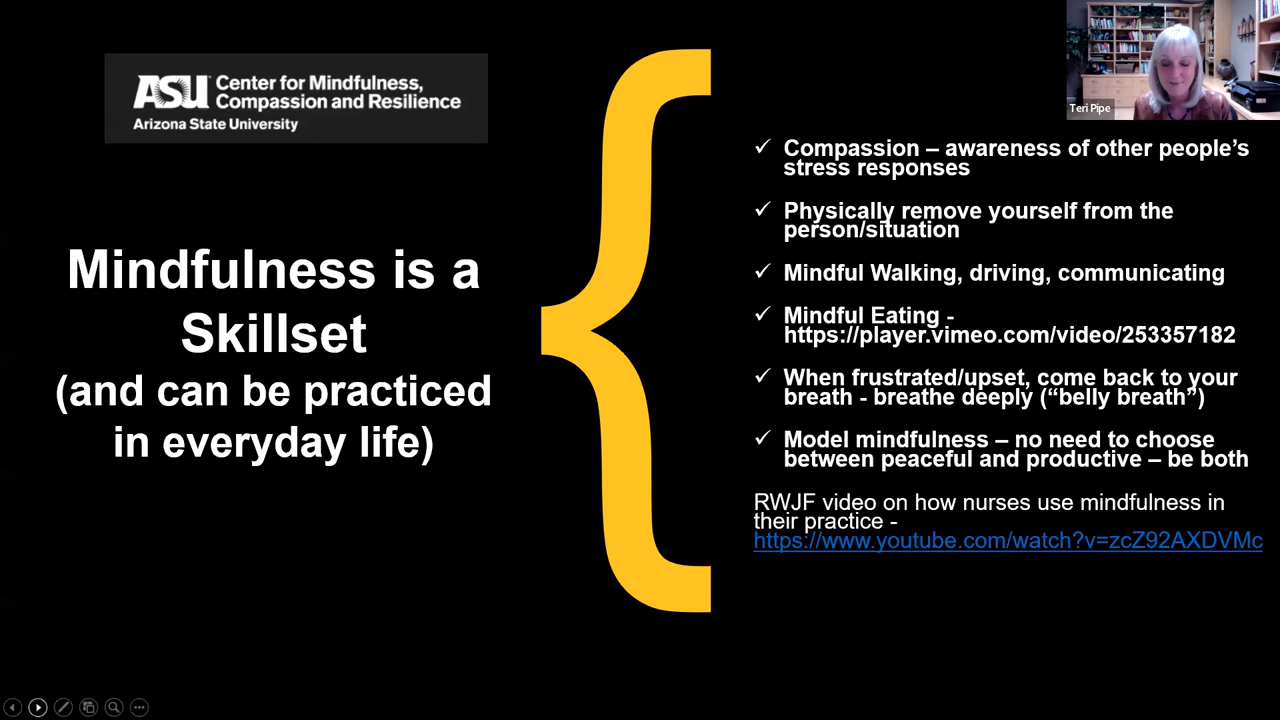 ASU Center for Mindfulness,
Compassion and Resilience
Arizona State University
Mindfulness is a
Skillset
(and can be practiced
in everyday life)
Teri Pipe
✓ Compassion – awareness of other people’s
stress responses
✓ Physically remove yourself from the
person/situation
✓ Mindful Walking, driving, communicating
✓ Mindful Eating -
https://player.vimeo.com/video/253357182
✓ When frustrated/upset, come back to your
breath - breathe deeply (“belly breath”)
✓ Model mindfulness – no need to choose
between peaceful and productive – be both
RWJF video on how nurses use mindfulness in
their practice -
https://www.youtube.com/watch?v=zcZ92AXDVMc